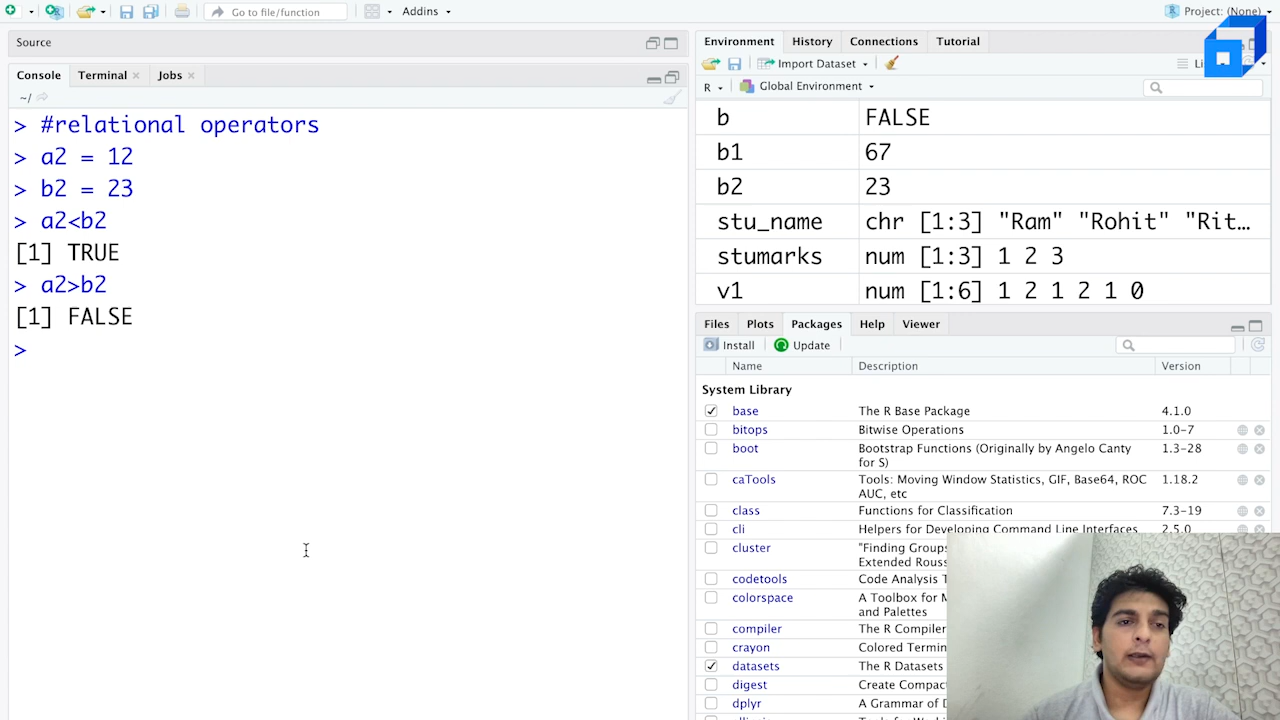 Go to file/function
Addins
Project: (None)
Source
Console
Terminal
Jobs
~/
> #relational operators
> a2 = 12
> b2 = 23
> a2<b2
[1] TRUE
> a2>b2
[1] FALSE
>
Environment
History
Connections
Tutorial
Import Dataset
R
Global Environment
b FALSE
b1 67
b2 23
stu_name chr [1:3] "Ram" "Rohit" "Rit…
stumarks num [1:3] 1 2 3
v1 num [1:6] 1 2 1 2 1 0
Files
Plots
Packages
Help
Viewer
Install
Update
Name Description Version
System Library
base The R Base Package 4.1.0
bitops Bitwise Operations 1.0-7
boot Bootstrap Functions (Originally by Angelo Canty 1.3-28
for S)
caTools Tools: Moving Window Statistics, GIF, Base64, ROC 1.18.2
AUC, etc
class Functions for Classification 7.3-19
cli Helpers for Developing Command Line Interfaces 2.5.0
cluster "Finding Groups
Extended Rouss
codetools Code Analysis T
colorspace A Toolbox for M
and Palettes
compiler The R Compiler
crayon Colored Termin
datasets The R Datasets
digest Create Compac
dplyr A Grammar of D